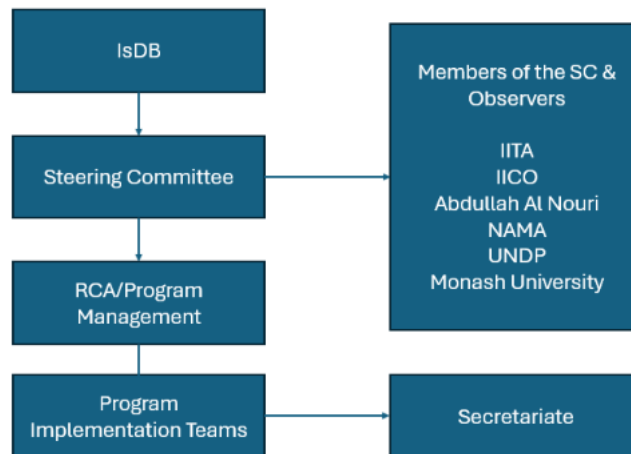 IsDB
Steering Committee
RCA/Program
Management
Program
Implementation Teams
Members of the SC &
Observers
IITA
IICO
Abdullah Al Nouri
NAMA
UNDP
Monash University
Secretariate